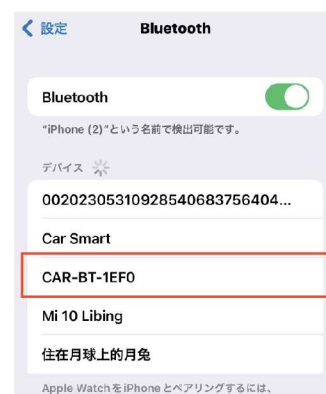 設定 Bluetooth
Bluetooth
“iPhone (2)”という名前で検出可能です。
デバイス
00202305310928540683756404...
Car Smart
CAR-BT-1EF0
Mi 10 Libing
住在月球上的月兔
Apple WatchをiPhoneとペアリングするには、